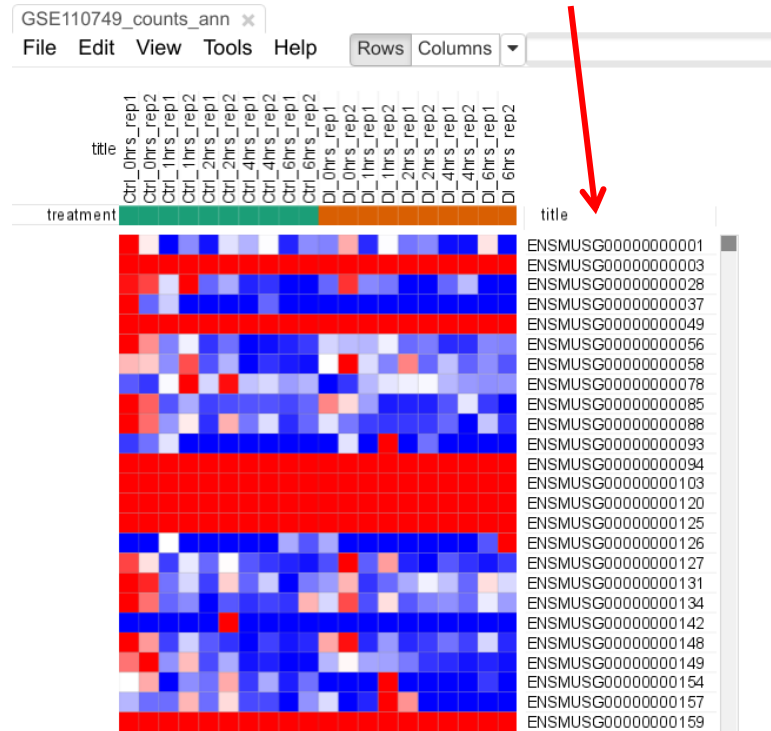 GSE110749_counts_ann ×
File Edit View Tools Help Rows Columns
title
Ctrl_0hrs_rep1
Ctrl_0hrs_rep2
Ctrl_1hrs_rep1
Ctrl_1hrs_rep2
Ctrl_2hrs_rep1
Ctrl_2hrs_rep2
Ctrl_4hrs_rep1
Ctrl_4hrs_rep2
Ctrl_6hrs_rep1
Ctrl_6hrs_rep2
DI_0hrs_rep1
DI_0hrs_rep2
DI_1hrs_rep1
DI_1hrs_rep2
DI_2hrs_rep1
DI_2hrs_rep2
DI_4hrs_rep1
DI_4hrs_rep2
DI_6hrs_rep1
DI_6hrs_rep2
treatment title
ENSMUSG00000000001
ENSMUSG00000000003
ENSMUSG00000000028
ENSMUSG00000000037
ENSMUSG00000000049
ENSMUSG00000000056
ENSMUSG00000000058
ENSMUSG00000000078
ENSMUSG00000000085
ENSMUSG00000000088
ENSMUSG00000000093
ENSMUSG00000000094
ENSMUSG00000000103
ENSMUSG00000000120
ENSMUSG00000000125
ENSMUSG00000000126
ENSMUSG00000000127
ENSMUSG00000000131
ENSMUSG00000000134
ENSMUSG00000000142
ENSMUSG00000000148
ENSMUSG00000000149
ENSMUSG00000000154
ENSMUSG00000000157
ENSMUSG00000000159